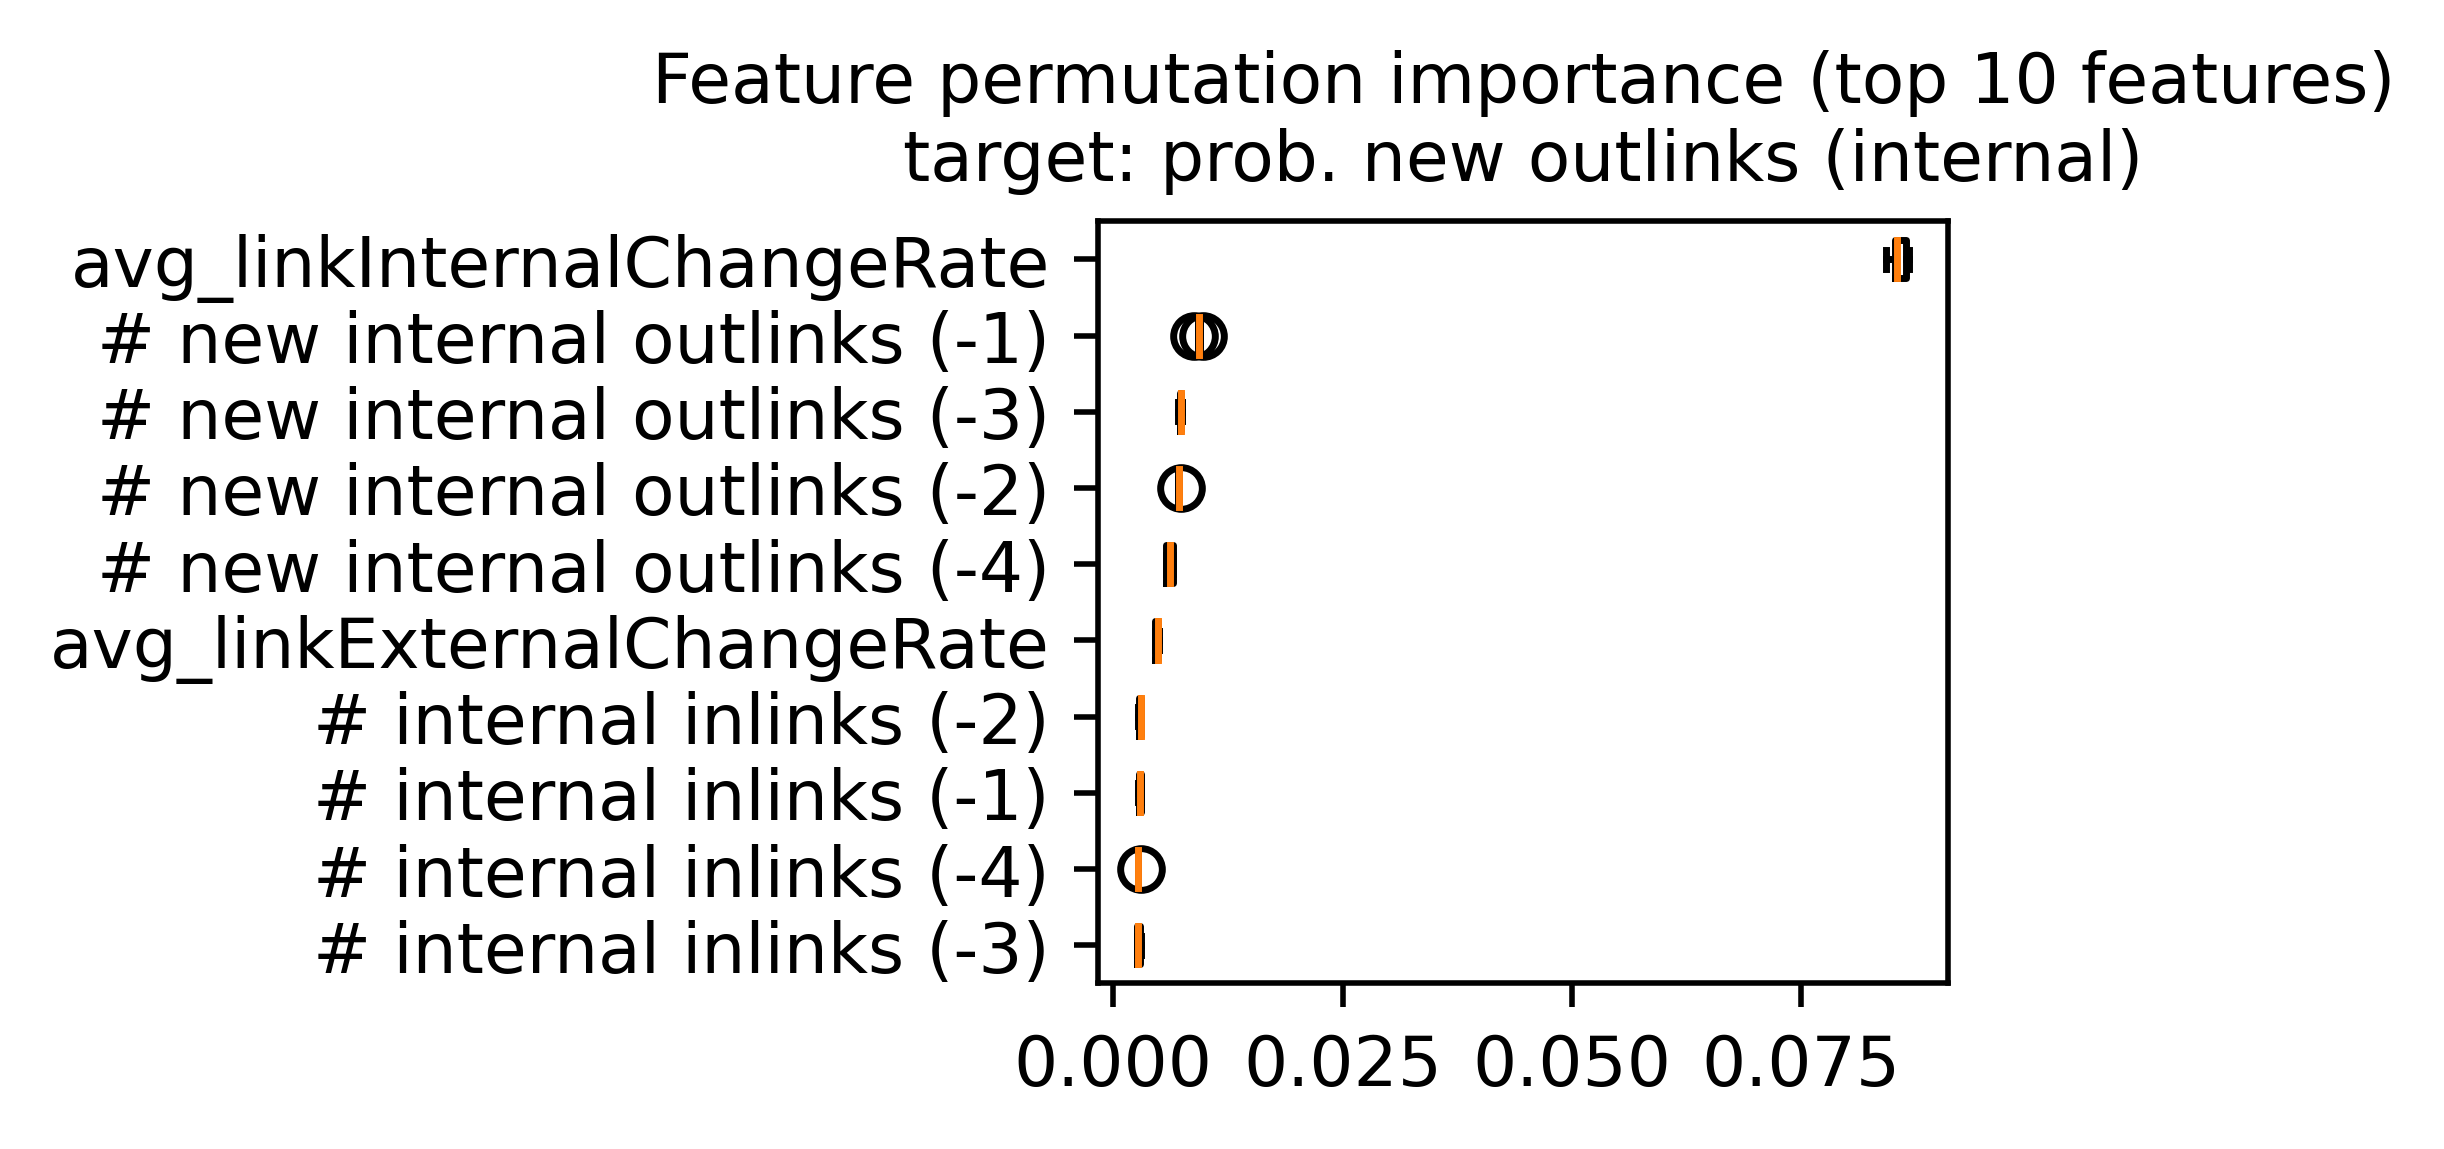 Feature permutation importance (top 10 features)
target: prob. new outlinks (internal)
avg_linkInternalChangeRate
# new internal outlinks (-1)
# new internal outlinks (-3)
# new internal outlinks (-2)
# new internal outlinks (-4)
avg_linkExternalChangeRate
# internal inlinks (-2)
# internal inlinks (-1)
# internal inlinks (-4)
# internal inlinks (-3)
0.000 0.025 0.050 0.075